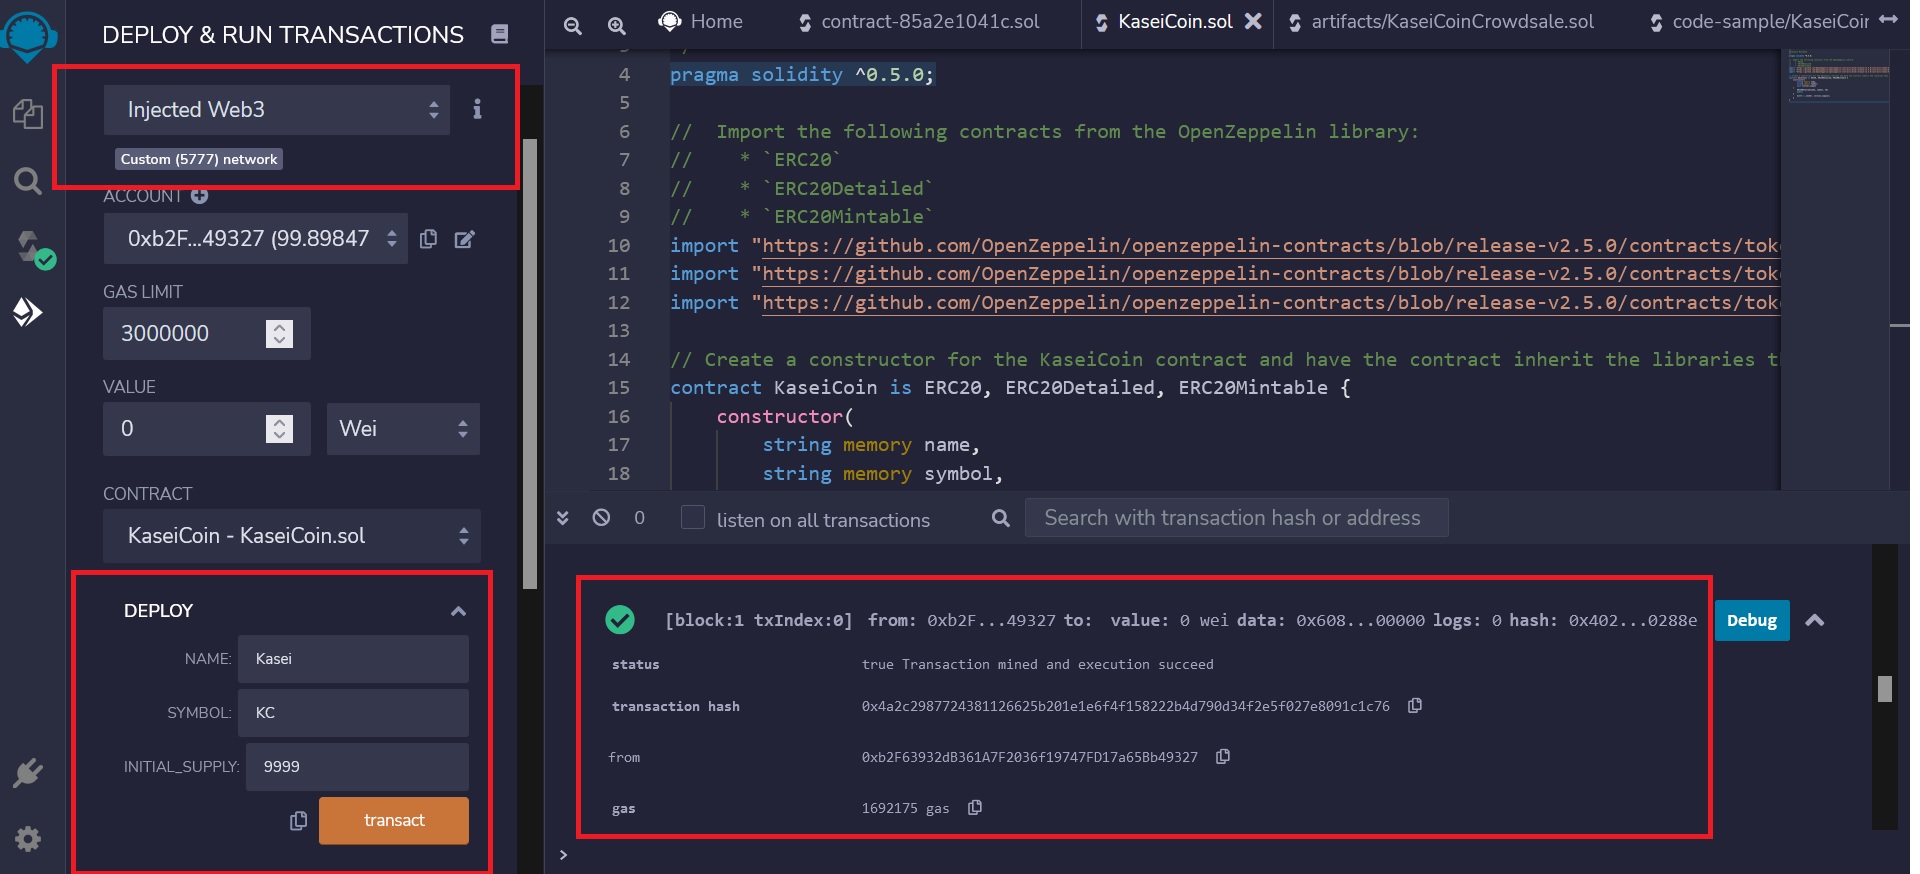 DEPLOY & RUN TRANSACTIONS
Injected Web3
Custom (5777) network
ACCOUNT
0xb2F...49327 (99.89847
GAS LIMIT
3000000
VALUE
0
Wei
CONTRACT
KaseiCoin - KaseiCoin.sol
DEPLOY
NAME: Kasei
SYMBOL: KC
INITIAL_SUPPLY: 9999
transact
Home
contract-85a2e1041c.sol
KaseiCoin.sol
artifacts/KaseiCoinCrowdsale.sol
code-sample/KaseiCoin
4 pragma solidity ^0.5.0;
5
6 //  Import the following contracts from the OpenZeppelin library:
7 //    * `ERC20`
8 //    * `ERC20Detailed`
9 //    * `ERC20Mintable`
10 import "https://github.com/OpenZeppelin/openzeppelin-contracts/blob/release-v2.5.0/contracts/toke
11 import "https://github.com/OpenZeppelin/openzeppelin-contracts/blob/release-v2.5.0/contracts/toke
12 import "https://github.com/OpenZeppelin/openzeppelin-contracts/blob/release-v2.5.0/contracts/toke
13
14 // Create a constructor for the KaseiCoin contract and have the contract inherit the libraries
15 contract KaseiCoin is ERC20, ERC20Detailed, ERC20Mintable {
16     constructor(
17         string memory name,
18         string memory symbol,
0
listen on all transactions
Search with transaction hash or address
[block:1 txIndex:0] from: 0xb2F...49327 to: value: 0 wei data: 0x608...00000 logs: 0 hash: 0x402...0288e
Debug
status true Transaction mined and execution succeed
transaction hash 0x4a2c2987724381126625b201e1e6f4f158222b4d790d34f2e5f027e8091c1c76
from 0xb2F63932dB361A7F2036f19747FD17a65Bb49327
gas 1692175 gas
>